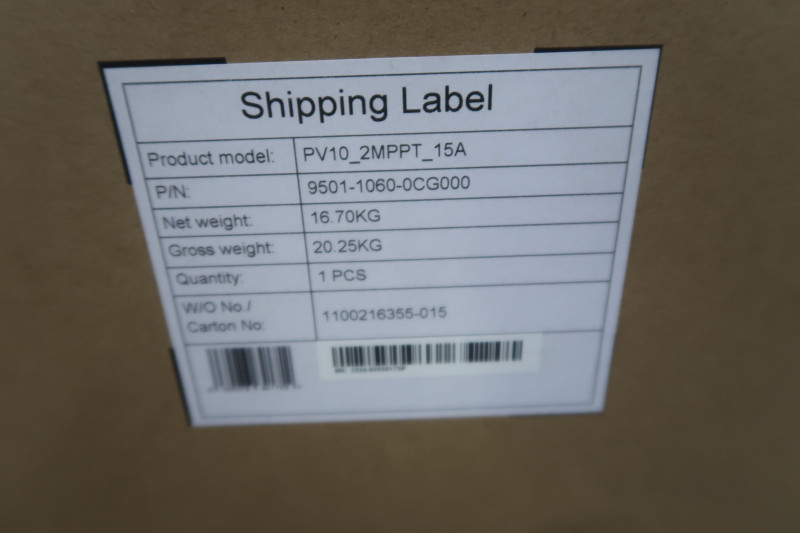 Shipping Label
Product model: PV10_2MPPT_15A
P/N: 9501-1060-0CG000
Net weight: 16.70KG
Gross weight: 20.25KG
Quantity: 1 PCS
W/O No./
Carton No: 1100216355-015